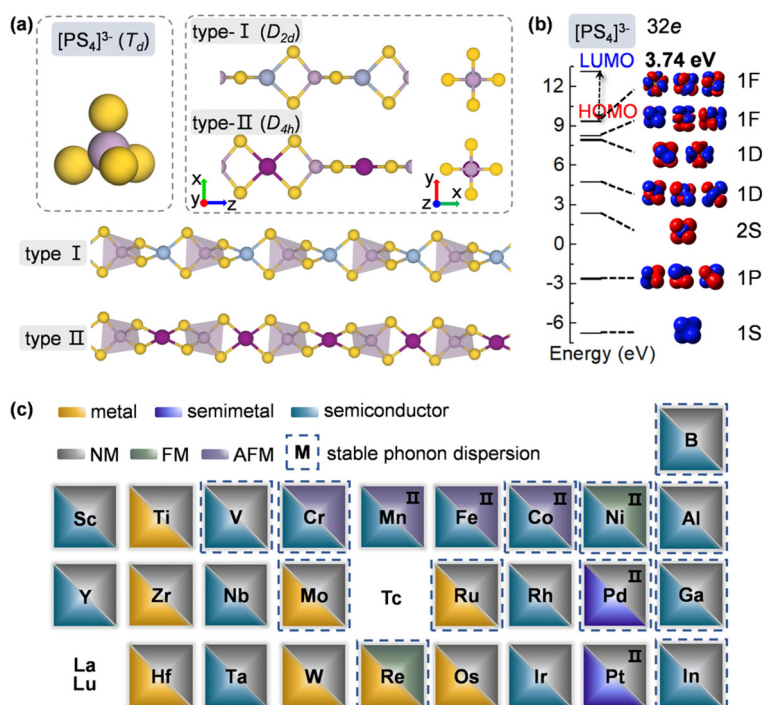 (a)
[PS₄]³⁻ (T_d)
type- I (D_2d)
type-II (D_4h)
x
y
z
y
z
x
type I
type II
(b)
[PS₄]³⁻ 32e
LUMO 3.74 eV
HOMO
12
9
6
3
0
-3
-6
Energy (eV)
1F
1F
1D
1D
2S
1P
1S
(c)
metal semimetal semiconductor
NM FM AFM M stable phonon dispersion
B
Sc Ti V Cr Mn II Fe II Co II Ni II Al
Y Zr Nb Mo Tc Ru Rh Pd II Ga
La
Lu
Hf Ta W Re Os Ir Pt II In